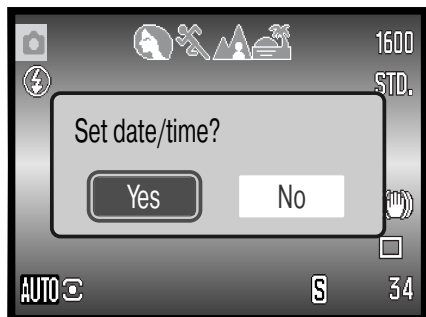 1600
STD.
Set date/time?
Yes No
AUTO S 34